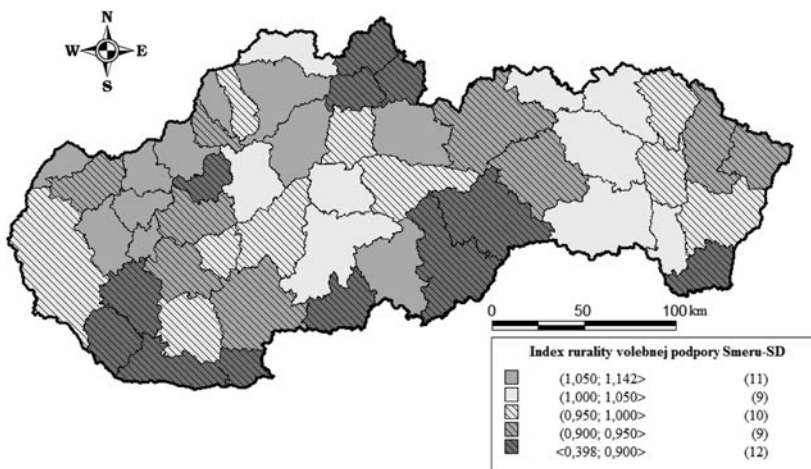 N
W E
S
0 50 100 km
Index rurality volebnej podpory Smeru-SD
(1,050; 1,142> (11)
(1,000; 1,050> (9)
(0,950; 1,000> (10)
(0,900; 0,950> (9)
<0,398; 0,900> (12)